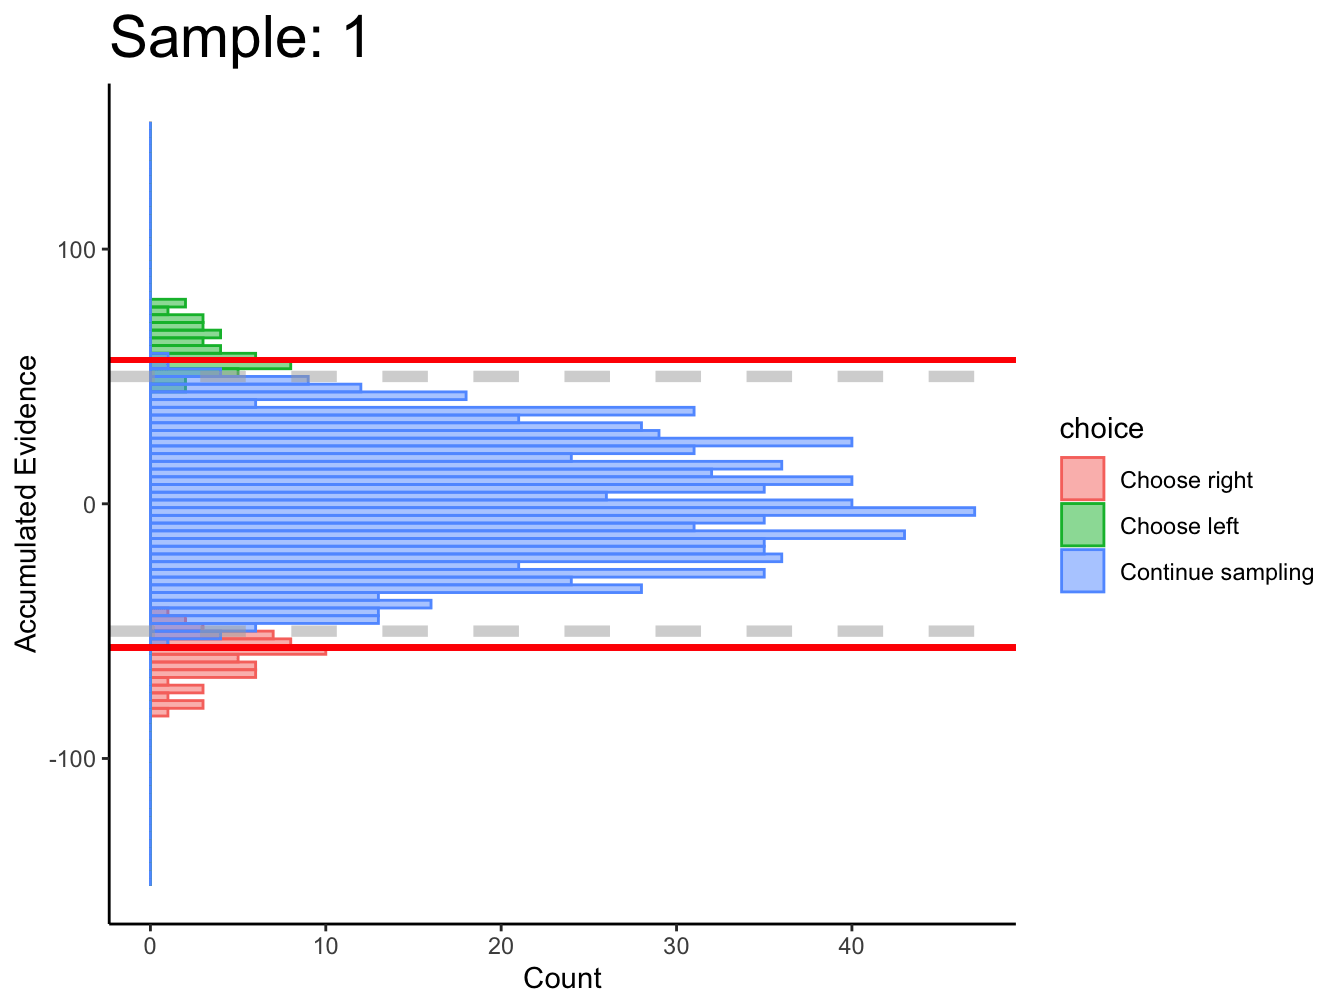 Sample: 1
Accumulated Evidence
100
0
-100
0 10 20 30 40
Count
choice
Choose right
Choose left
Continue sampling